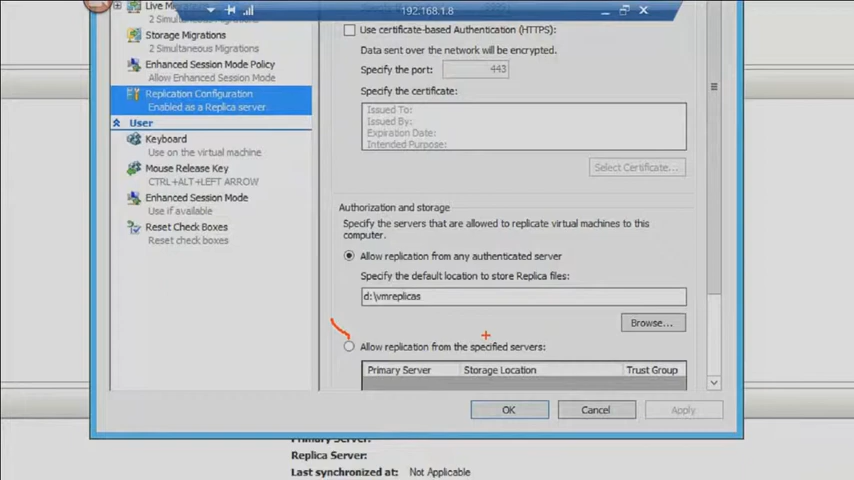 192.168.1.8
2 Simultaneous Migrations
Storage Migrations
2 Simultaneous Migrations
Enhanced Session Mode Policy
Allow Enhanced Session Mode
Replication Configuration
Enabled as a Replica server
User
Keyboard
Use on the virtual machine
Mouse Release Key
CTRL+ALT+LEFT ARROW
Enhanced Session Mode
Use if available
Reset Check Boxes
Reset check boxes
Use certificate-based Authentication (HTTPS):
Data sent over the network will be encrypted.
Specify the port: 443
Specify the certificate:
Issued To:
Issued By:
Expiration Date:
Intended Purpose:
Select Certificate...
Authorization and storage
Specify the servers that are allowed to replicate virtual machines to this
computer.
Allow replication from any authenticated server
Specify the default location to store Replica files:
d:\vmreplicas
Browse...
Allow replication from the specified servers:
Primary Server Storage Location Trust Group
OK Cancel Apply
Primary Server:
Replica Server:
Last synchronized at: Not Applicable